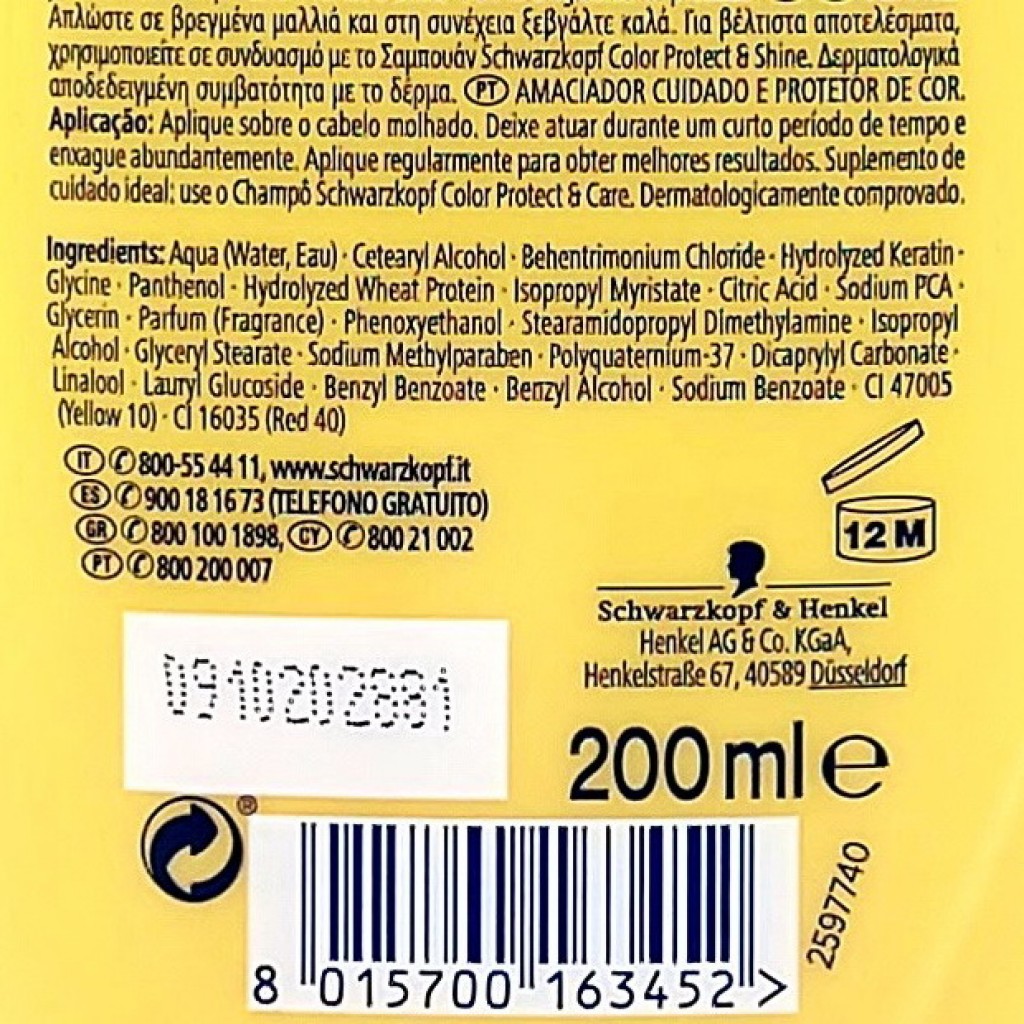 Απλώστε σε βρεγμένα μαλλιά και στη συνέχεια ξεβγάλτε καλά. Για βέλτιστα αποτελέσματα,
χρησιμοποιείτε σε συνδυασμό με το Σαμπουάν Schwarzkopf Color Protect & Shine. Δερματολογικά
αποδεδειγμένη συμβατότητα με το δέρμα. PT AMACIADOR CUIDADO E PROTETOR DE COR.
Aplicação: Aplique sobre o cabelo molhado. Deixe atuar durante um curto período de tempo e
enxague abundantemente. Aplique regularmente para obter melhores resultados. Suplemento de
cuidado ideal: use o Champô Schwarzkopf Color Protect & Care. Dermatologicamente comprovado.
Ingredients: Aqua (Water, Eau) · Cetearyl Alcohol · Behentrimonium Chloride · Hydrolyzed Keratin ·
Glycine · Panthenol · Hydrolyzed Wheat Protein · Isopropyl Myristate · Citric Acid · Sodium PCA ·
Glycerin · Parfum (Fragrance) · Phenoxyethanol · Stearamidopropyl Dimethylamine · Isopropyl
Alcohol · Glyceryl Stearate · Sodium Methylparaben · Polyquaternium-37 · Dicaprylyl Carbonate ·
Linalool · Lauryl Glucoside · Benzyl Benzoate · Benzyl Alcohol · Sodium Benzoate · CI 47005
(Yellow 10) · CI 16035 (Red 40)
IT ✆ 800-55 44 11, www.schwarzkopf.it
ES ✆ 900 18 16 73 (TELEFONO GRATUITO)
GR ✆ 800 100 1898, CY ✆ 800 21 002
PT ✆ 800 200 007
12 M
Schwarzkopf & Henkel
Henkel AG & Co. KGaA,
Henkelstraße 67, 40589 Düsseldorf
0910202881
200 ml e
®
2597740
8 015700 163452 >